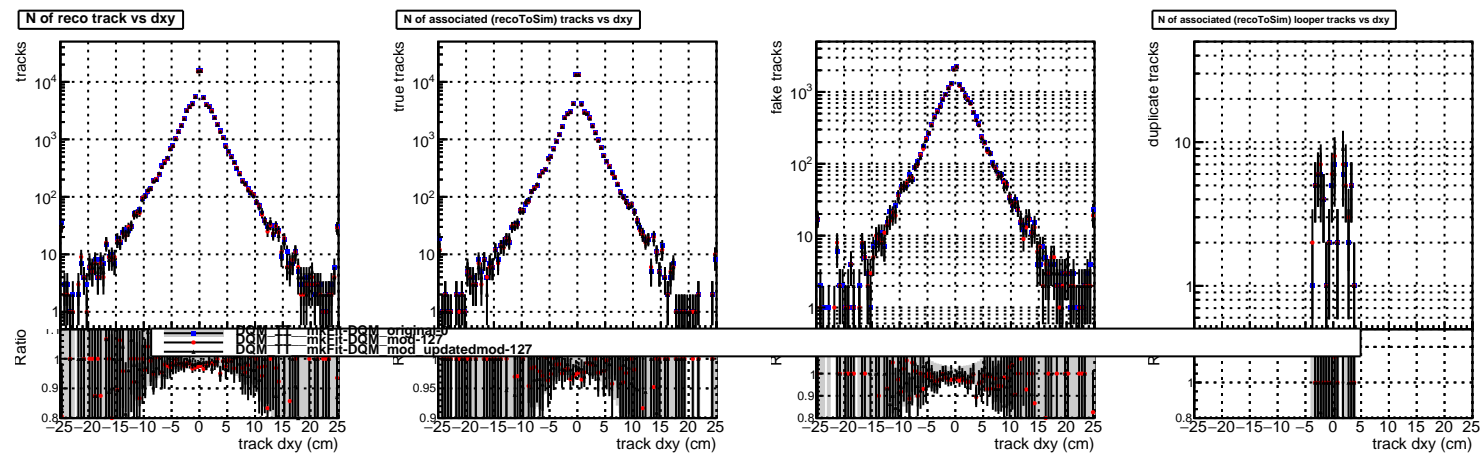 N of reco track vs dxy
N of associated (recoToSim) tracks vs dxy
N of associated (recoToSim) looper tracks vs dxy
tracks
10⁴
10³
10²
10
1
true tracks
10⁴
10³
10²
10
1
fake tracks
10³
10²
10
1
duplicate tracks
10
1
mkFit-DQM_original-0
mkFit-DQM_mod-127
mkFit-DQM_mod_updatedmod-127
Ratio
0.9
0.8
0.95
0.9
1
0.9
0.8
1
0.8
−25 −20 −15 −10 −5 0 5 10 15 20 25
track dxy (cm)
−25 −20 −15 −10 −5 0 5 10 15 20 25
track dxy (cm)
−25 −20 −15 −10 −5 0 5 10 15 20 25
track dxy (cm)
−25 −20 −15 −10 −5 0 5 10 15 20 25
track dxy (cm)